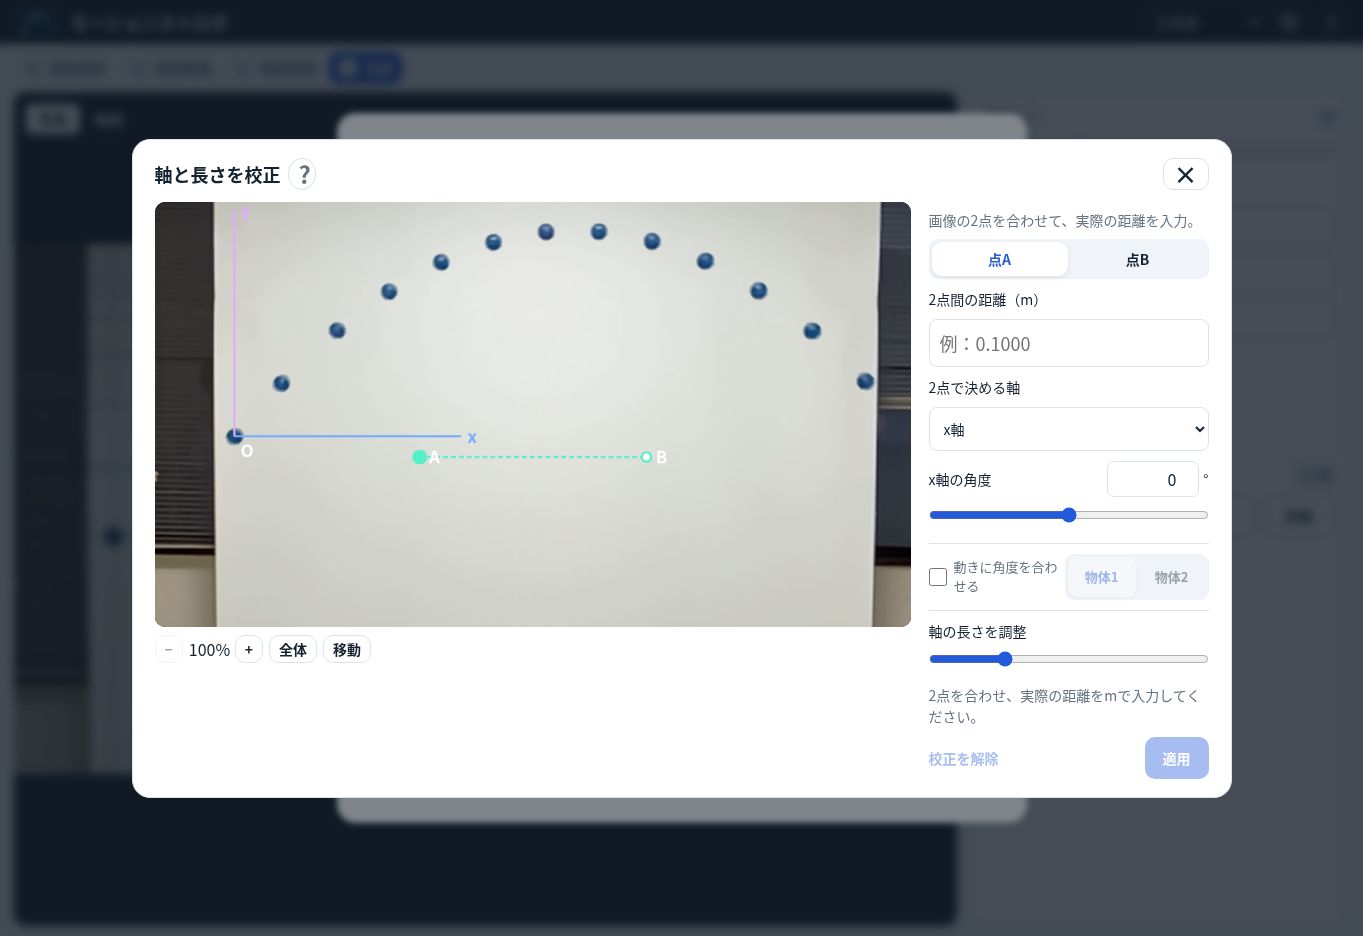 軸と長さを校正
?
Y
O
x
A
B
− 100% + 全体 移動
画像の2点を合わせて、実際の距離を入力。
点A 点B
2点間の距離（m）
例：0.1000
2点で決める軸
x軸
x軸の角度 0 °
動きに角度を合わ
せる
物体1 物体2
軸の長さを調整
2点を合わせ、実際の距離をmで入力してく
ださい。
校正を解除 適用